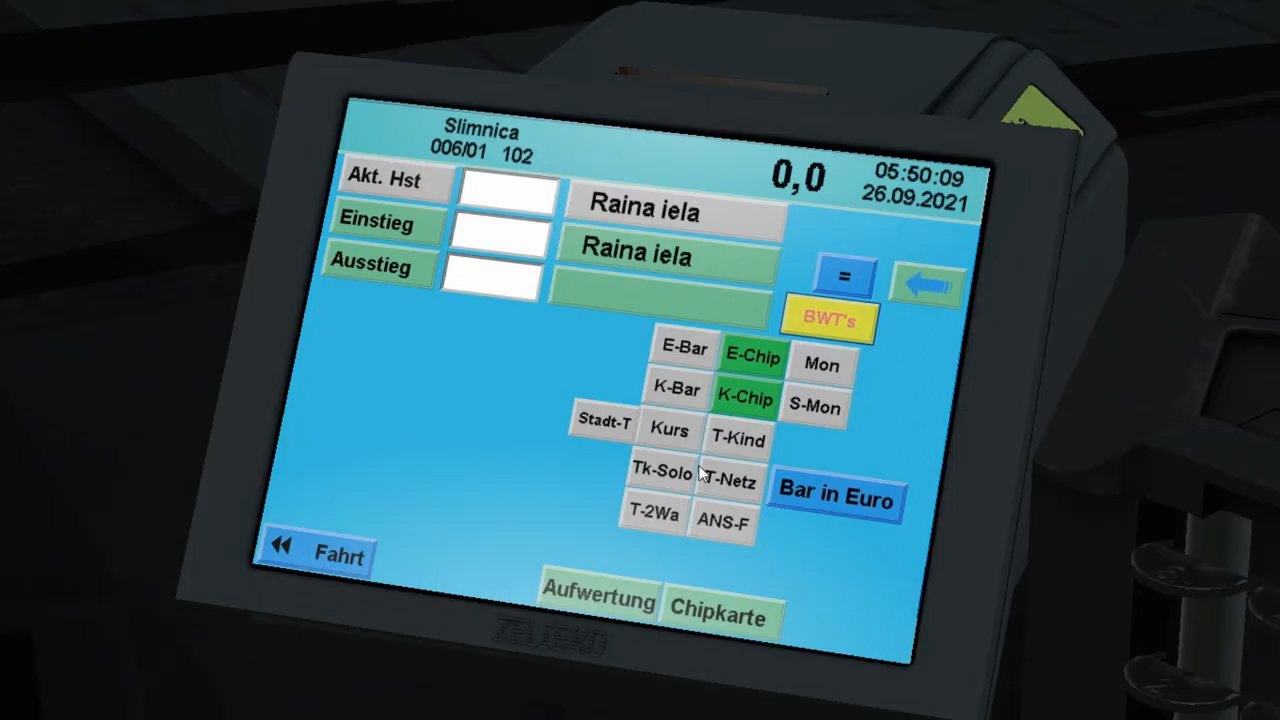 Slimnica
006/01 102
0,0
05:50:09
26.09.2021
Akt. Hst
Raina iela
Einstieg
Raina iela
Ausstieg
=
BWT's
E-Bar E-Chip Mon
K-Bar K-Chip S-Mon
Stadt-T Kurs T-Kind
Tk-Solo T-Netz
Bar in Euro
T-2Wa ANS-F
Fahrt
Aufwertung Chipkarte